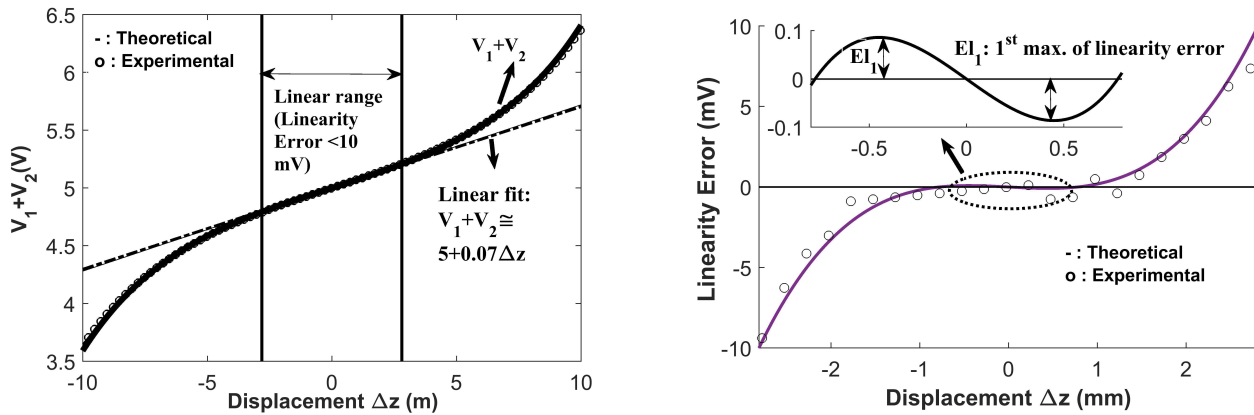 6.5
6
5.5
5
4.5
4
3.5
-10
-5
0
5
10
V₁+V₂(V)
Displacement Δz (m)
- : Theoretical
o : Experimental
Linear range
(Linearity
Error <10
mV)
V₁+V₂
Linear fit:
V₁+V₂≅
5+0.07Δz
10
5
0
-5
-10
-2
-1
0
1
2
Linearity Error (mV)
Displacement Δz (mm)
0.1
0
-0.1
-0.5
0
0.5
El₁
El₁: 1ˢᵗ max. of linearity error
- : Theoretical
o : Experimental